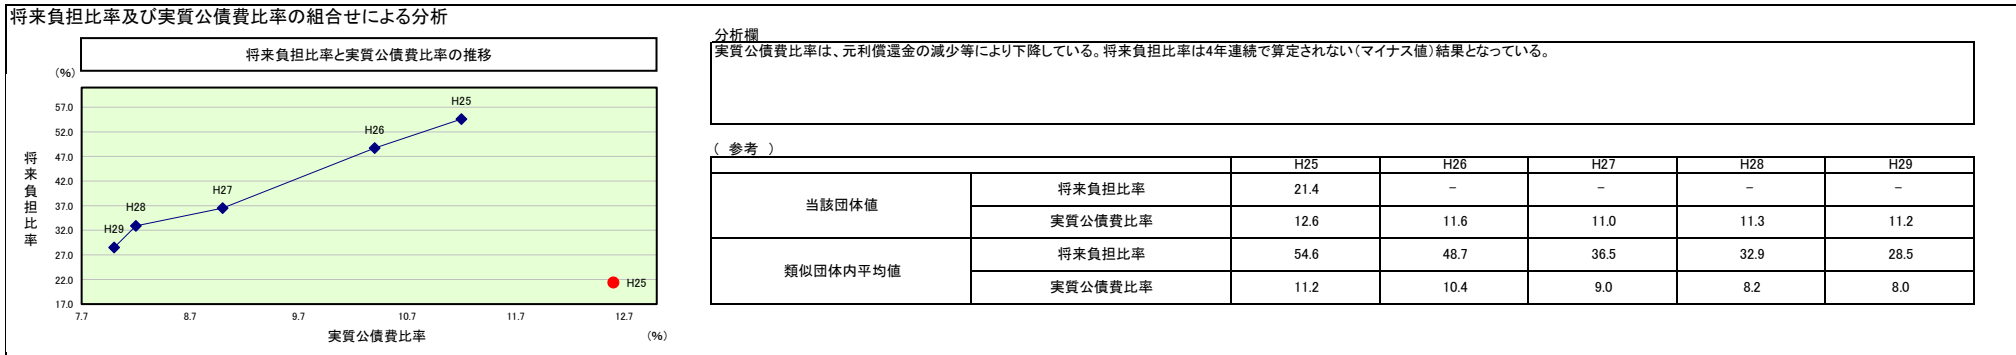 将来負担比率及び実質公債費比率の組合せによる分析
将来負担比率と実質公債費比率の推移
(%)
57.0
52.0
47.0
42.0
37.0
32.0
27.0
22.0
17.0
将来負担比率
H25
H26
H27
H28
H29
H25
7.7 8.7 9.7 10.7 11.7 12.7
実質公債費比率
(%)
分析欄
実質公債費比率は、元利償還金の減少等により下降している。将来負担比率は4年連続で算定されない(マイナス値)結果となっている。
( 参考 )
H25 H26 H27 H28 H29
当該団体値
将来負担比率 21.4 － － － －
実質公債費比率 12.6 11.6 11.0 11.3 11.2
類似団体内平均値
将来負担比率 54.6 48.7 36.5 32.9 28.5
実質公債費比率 11.2 10.4 9.0 8.2 8.0